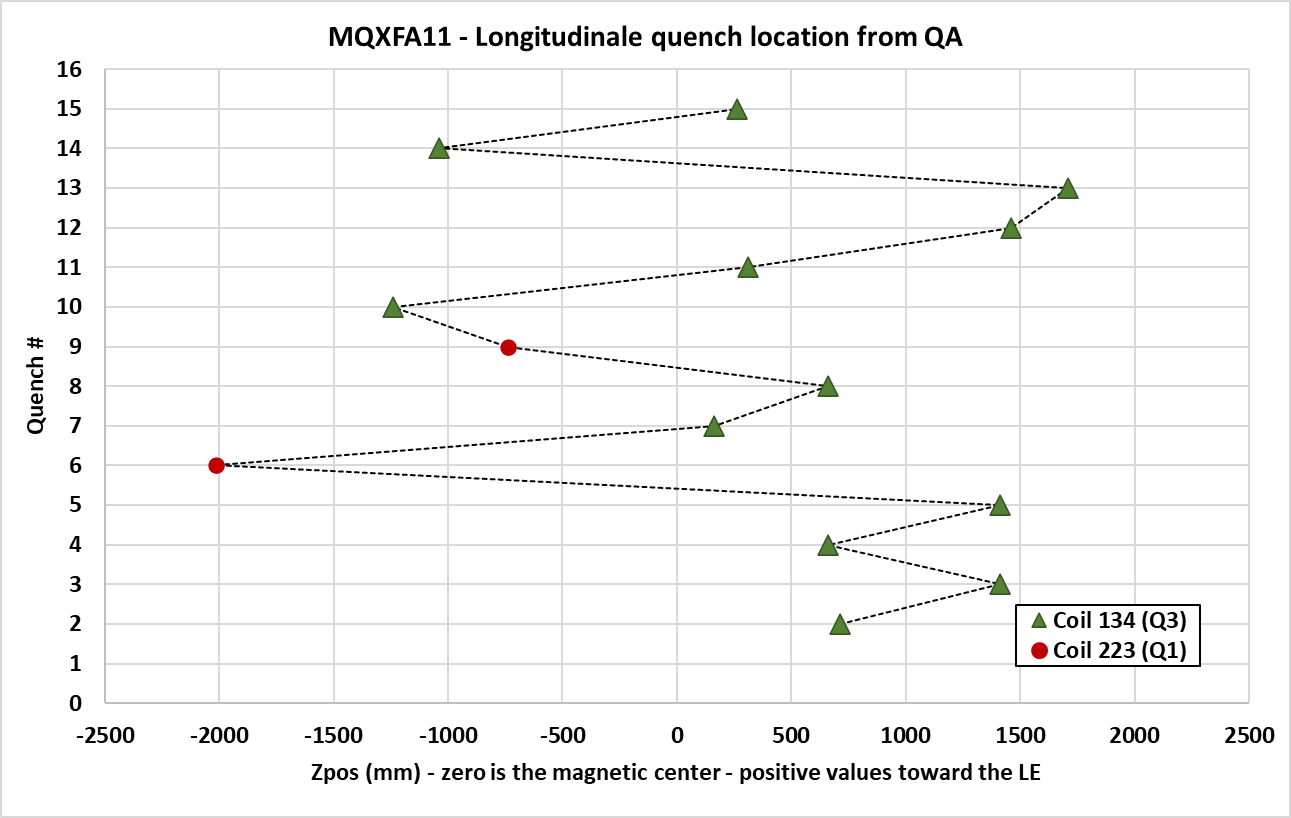 MQXFA11 - Longitudinale quench location from QA
16
15
14
13
12
11
10
9
8
7
6
5
4
3
2
1
0
Quench #
Coil 134 (Q3)
Coil 223 (Q1)
-2500 -2000 -1500 -1000 -500 0 500 1000 1500 2000 2500
Zpos (mm) - zero is the magnetic center - positive values toward the LE